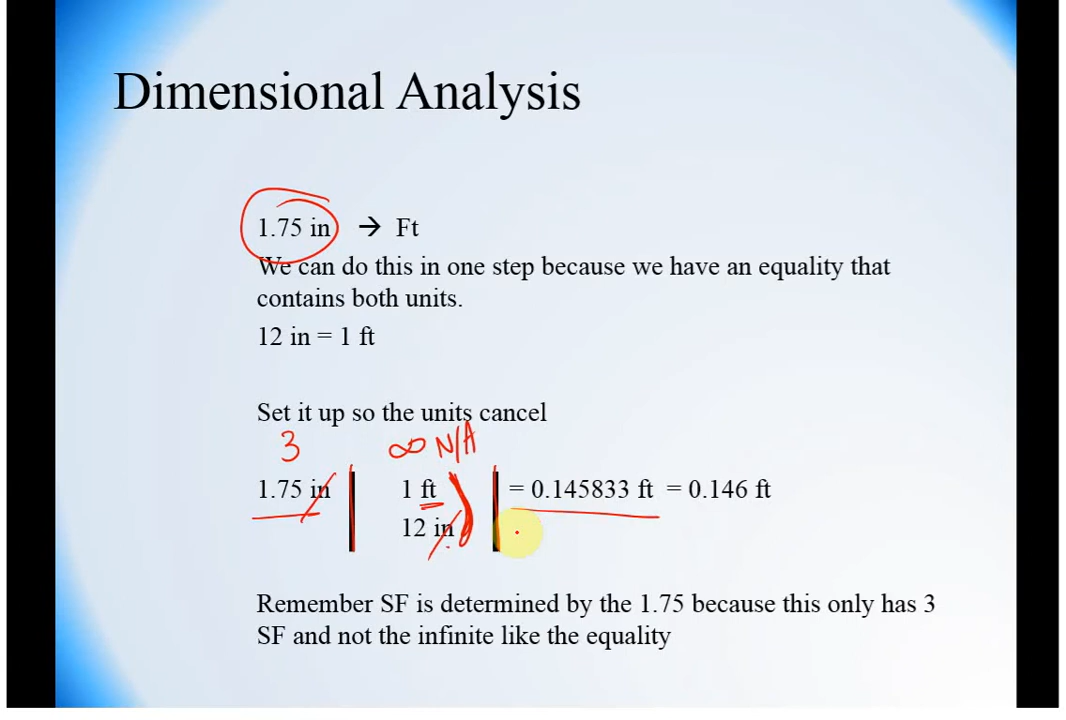 Dimensional Analysis
1.75 in → Ft
We can do this in one step because we have an equality that
contains both units.
12 in = 1 ft
Set it up so the units cancel
3 ∞ N/A
1.75 in 1 ft = 0.145833 ft = 0.146 ft
12 in
Remember SF is determined by the 1.75 because this only has 3
SF and not the infinite like the equality